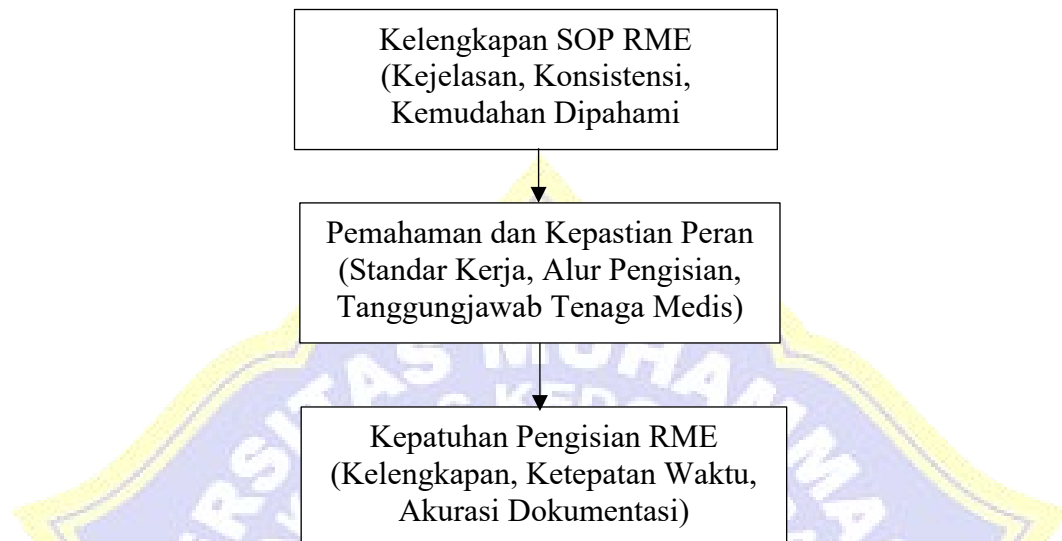 Kelengkapan SOP RME
(Kejelasan, Konsistensi,
Kemudahan Dipahami
Pemahaman dan Kepastian Peran
(Standar Kerja, Alur Pengisian,
Tanggungjawab Tenaga Medis)
Kepatuhan Pengisian RME
(Kelengkapan, Ketepatan Waktu,
Akurasi Dokumentasi)